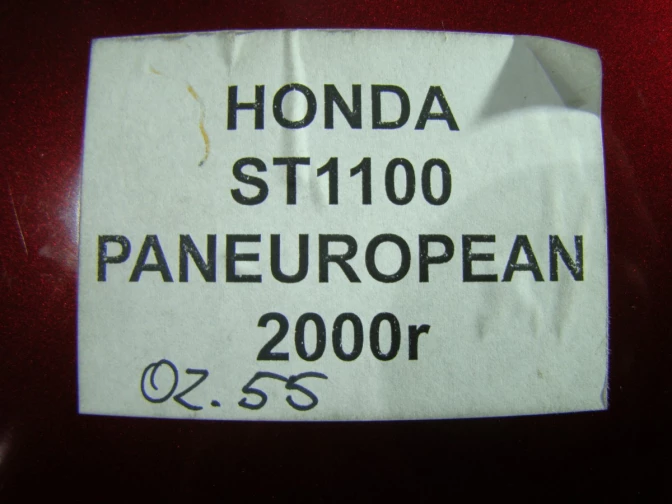 HONDA
ST1100
PANEUROPEAN
2000r
OZ.55